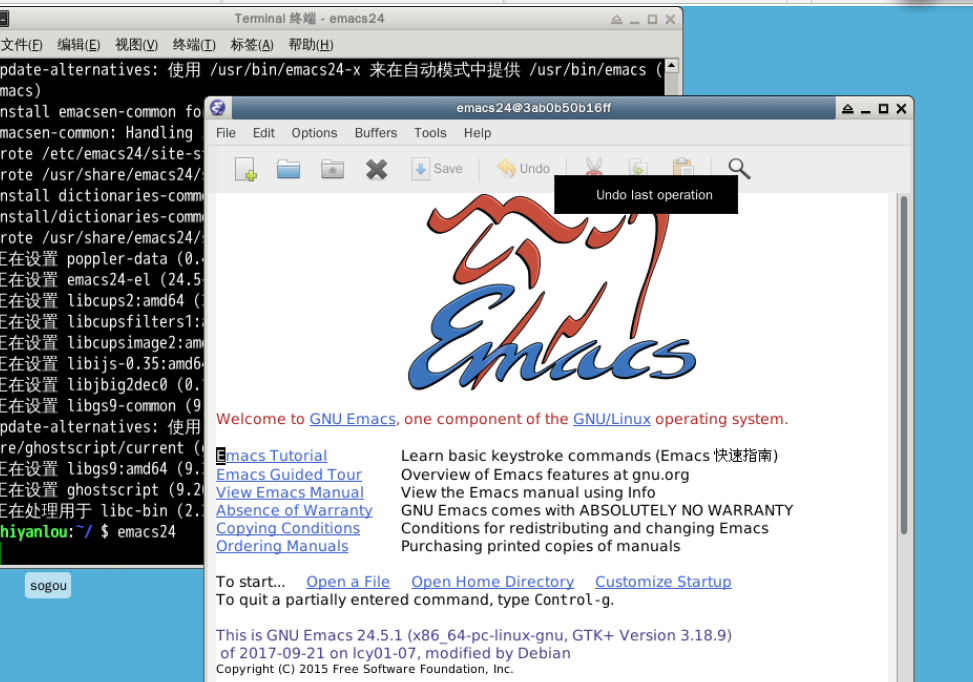 Terminal 终端 - emacs24
文件(F) 编辑(E) 视图(V) 终端(T) 标签(A) 帮助(H)
pdate-alternatives: 使用 /usr/bin/emacs24-x 来在自动模式中提供 /usr/bin/emacs (
macs)
nstall emacsen-common fo
macsen-common: Handling
rote /etc/emacs24/site-s
rote /usr/share/emacs24/
nstall dictionaries-comm
nstall/dictionaries-comm
rote /usr/share/emacs24/
正在设置 poppler-data (0.
正在设置 emacs24-el (24.5
正在设置 libcups2:amd64 (
正在设置 libcupsfilters1:
正在设置 libcupsimage2:am
正在设置 libijs-0.35:amd6
正在设置 libjbig2dec0 (0.
正在设置 libgs9-common (9
pdate-alternatives: 使用
re/ghostscript/current (
正在设置 libgs9:amd64 (9.
正在设置 ghostscript (9.2
正在处理用于 libc-bin (2.
hiyanlou:~/ $ emacs24
sogou
emacs24@3ab0b50b16ff
File Edit Options Buffers Tools Help
Save Undo
Undo last operation
Emacs
Welcome to GNU Emacs, one component of the GNU/Linux operating system.
Emacs Tutorial Learn basic keystroke commands (Emacs 快速指南)
Emacs Guided Tour Overview of Emacs features at gnu.org
View Emacs Manual View the Emacs manual using Info
Absence of Warranty GNU Emacs comes with ABSOLUTELY NO WARRANTY
Copying Conditions Conditions for redistributing and changing Emacs
Ordering Manuals Purchasing printed copies of manuals
To start... Open a File Open Home Directory Customize Startup
To quit a partially entered command, type Control-g.
This is GNU Emacs 24.5.1 (x86_64-pc-linux-gnu, GTK+ Version 3.18.9)
of 2017-09-21 on lcy01-07, modified by Debian
Copyright (C) 2015 Free Software Foundation, Inc.